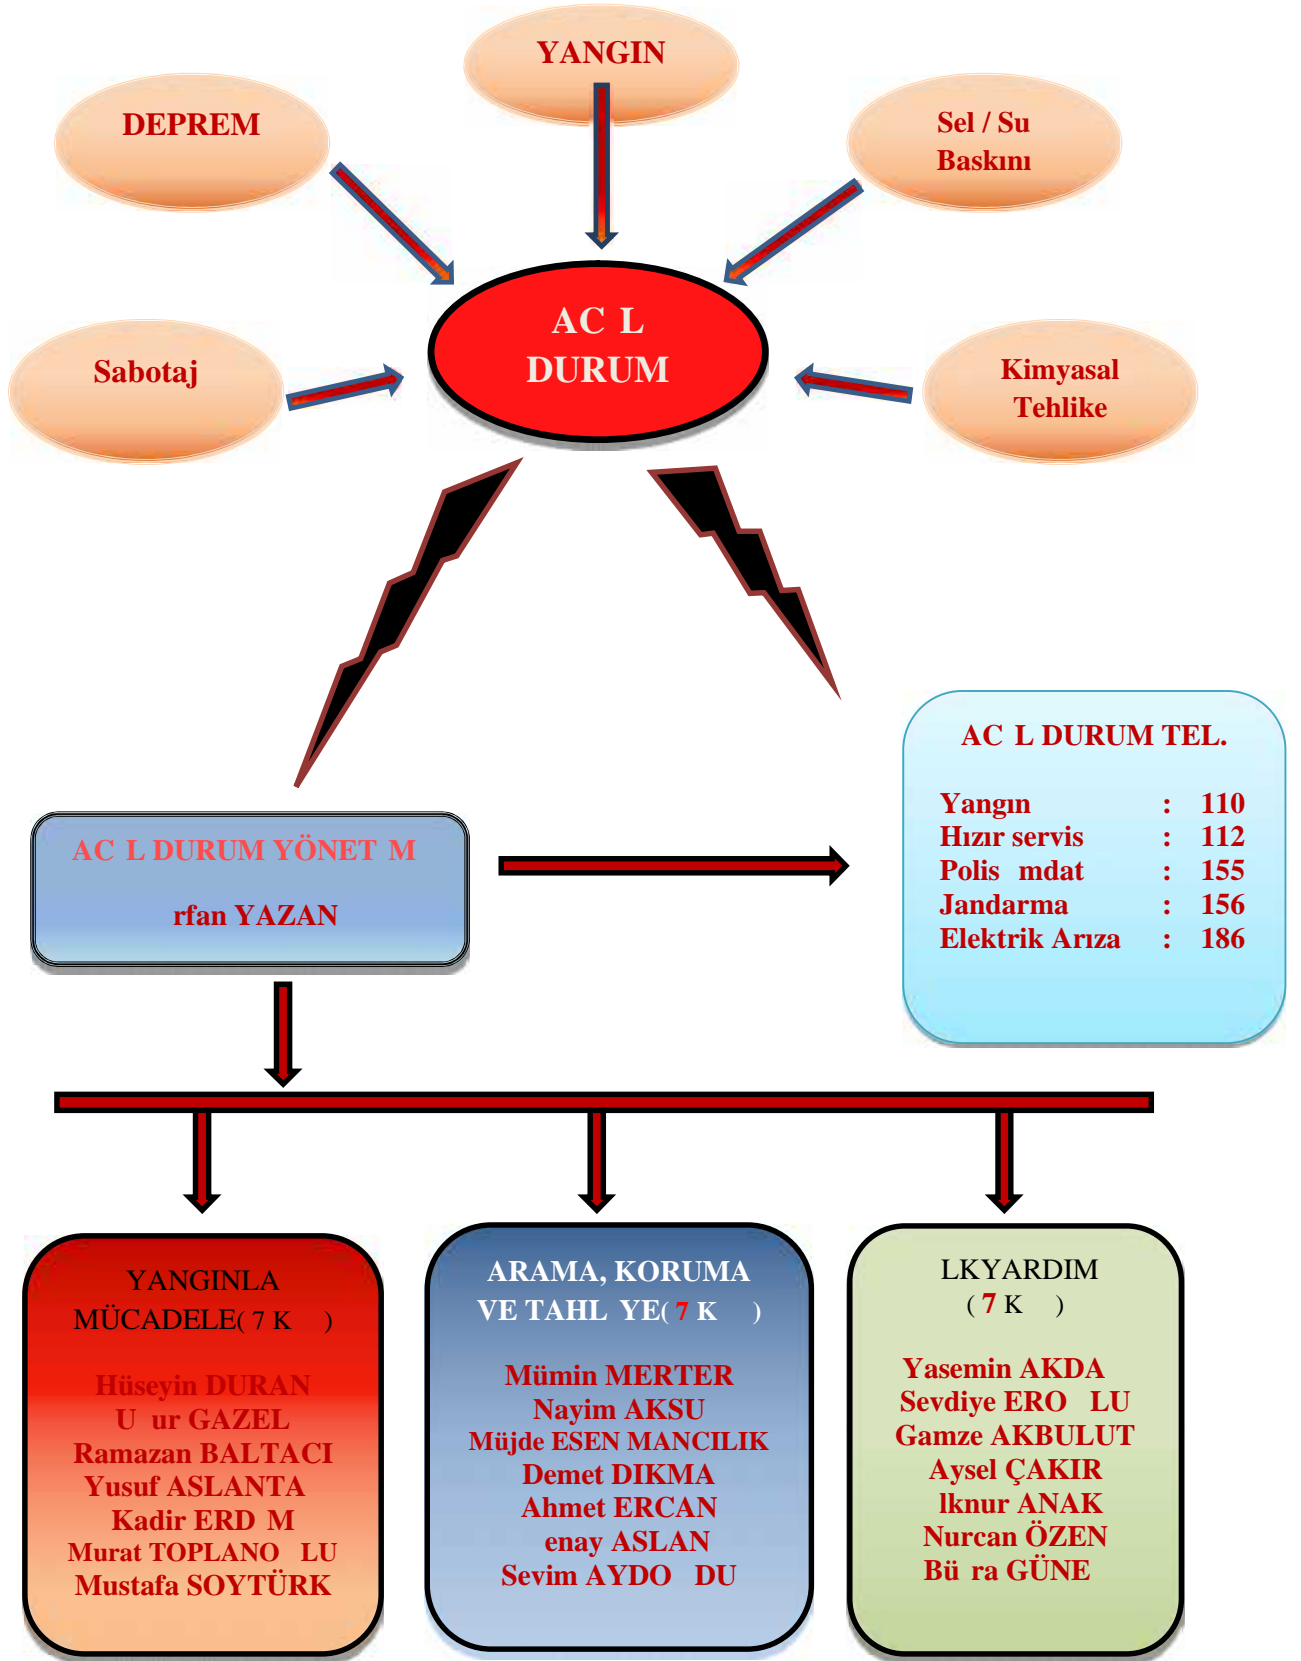 YANGIN
DEPREM
Sel / Su
Baskını
AC L
DURUM
Sabotaj
Kimyasal
Tehlike
AC L DURUM TEL.
Yangın : 110
Hızır servis : 112
Polis mdat : 155
Jandarma : 156
Elektrik Arıza : 186
AC L DURUM YÖNET M
rfan YAZAN
YANGINLA
MÜCADELE( 7 K )
Hüseyin DURAN
U ur GAZEL
Ramazan BALTACI
Yusuf ASLANTA
Kadir ERD M
Murat TOPLANO LU
Mustafa SOYTÜRK
ARAMA, KORUMA
VE TAHL YE( 7 K )
Mümin MERTER
Nayim AKSU
Müjde ESEN MANCILIK
Demet DIKMA
Ahmet ERCAN
enay ASLAN
Sevim AYDO DU
LKYARDIM
( 7 K )
Yasemin AKDA
Sevdiye ERO LU
Gamze AKBULUT
Aysel ÇAKIR
lknur ANAK
Nurcan ÖZEN
Bü ra GÜNE